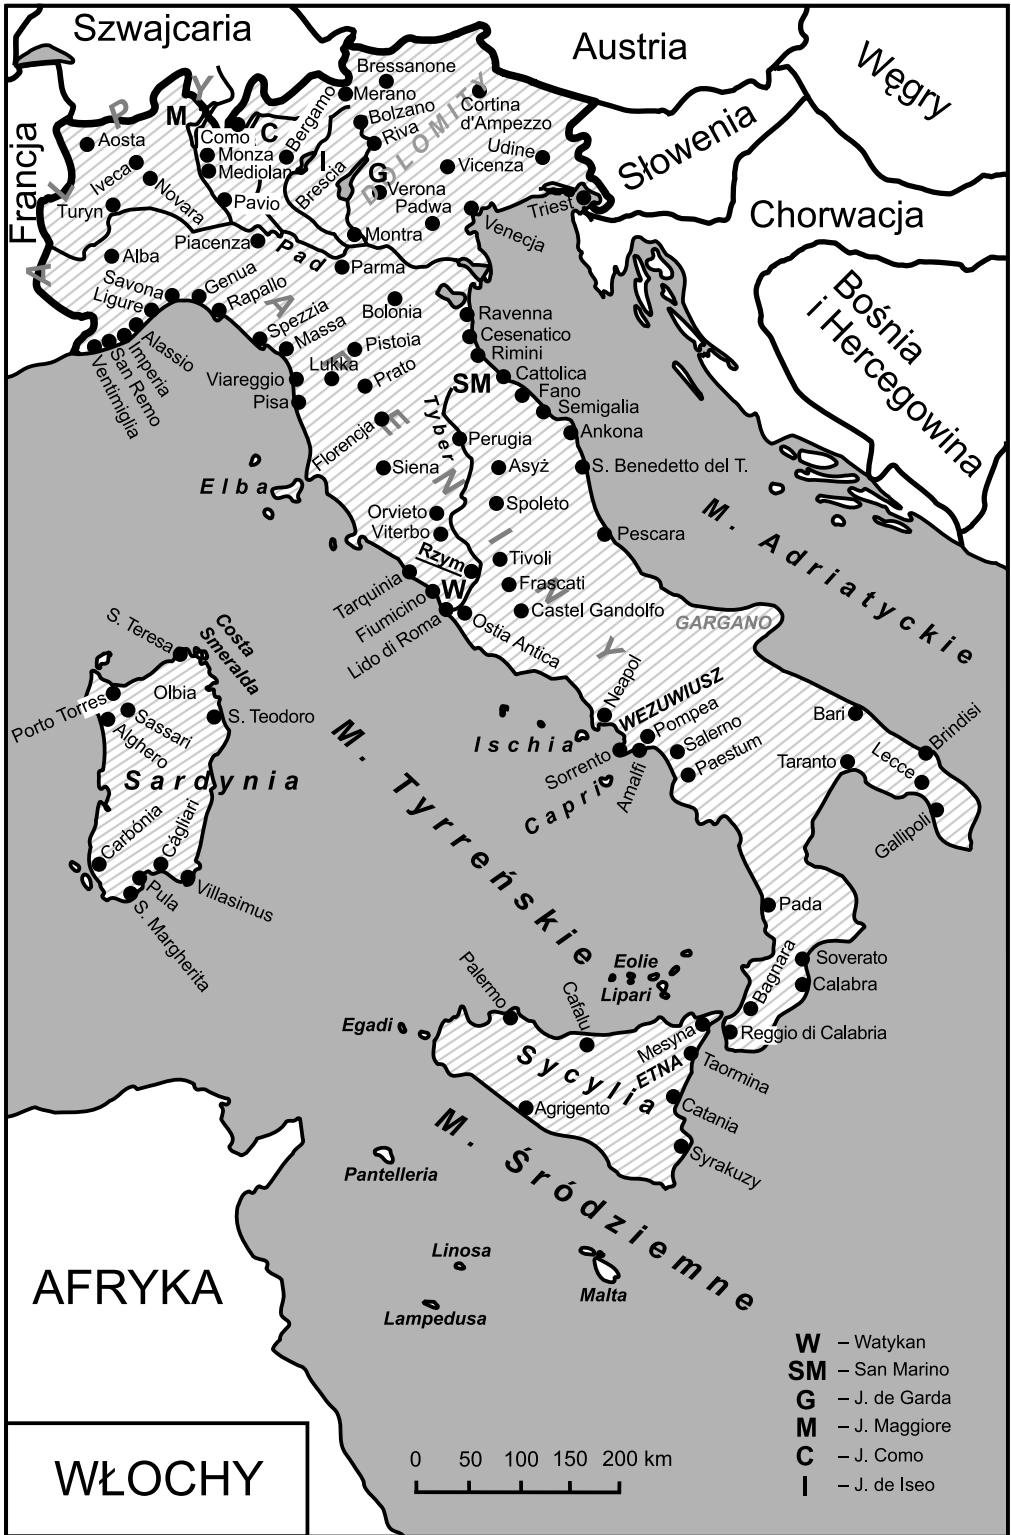 Szwajcaria
Austria
Węgry
Francja
Słowenia
Chorwacja
Bośnia
i Hercegowina
ALPY
DOLOMITY
Bressanone
Merano
Bolzano
Riva
Cortina
d'Ampezzo
Udine
Vicenza
M
C
I
G
Bergamo
Brescia
Como
Monza
Mediolan
Pavio
Aosta
Iveca
Novara
Turyn
Verona
Padwa
Montra
Triest
Venecja
Piacenza
Pad
Parma
Alba
Savona
Ligure
Genua
Rapallo
Spezzia
Massa
Bolonia
Alassio
Imperia
San Remo
Ventimiglia
APENINY
Ravenna
Cesenatico
Rimini
Cattolica
Fano
Semigalia
Ankona
S. Benedetto del T.
Pescara
SM
Pistoia
Lukka
Prato
Viareggio
Pisa
Florencja
Tyber
Perugia
Siena
Asyż
Spoleto
Elba
Orvieto
Viterbo
Rzym
W
Tivoli
Frascati
Castel Gandolfo
Tarquinia
Fiumicino
Lido di Roma
Ostia Antica
M. Adriatyckie
GARGANO
S. Teresa
Costa
Smeralda
Olbia
Porto Torres
Sassari
Alghero
S. Teodoro
Sardynia
Carbónia
Cágliari
Pula
Villasimus
S. Margherita
M. Tyrreńskie
Neapol
WEZUWIUSZ
Pompea
Ischia
Sorrento
Amalfi
Salerno
Paestum
Capri
Bari
Brindisi
Taranto
Lecce
Gallipoli
Pada
Soverato
Calabra
Bagnara
Reggio di Calabria
Eolie
Lipari
Palermo
Cafalu
Egadi
Mesyna
ETNA
Taormina
Sycylia
Catania
Agrigento
Syrakuzy
M. Śródziemne
Pantelleria
Linosa
Lampedusa
Malta
AFRYKA
W – Watykan
SM – San Marino
G – J. de Garda
M – J. Maggiore
C – J. Como
I – J. de Iseo
0 50 100 150 200 km
WŁOCHY